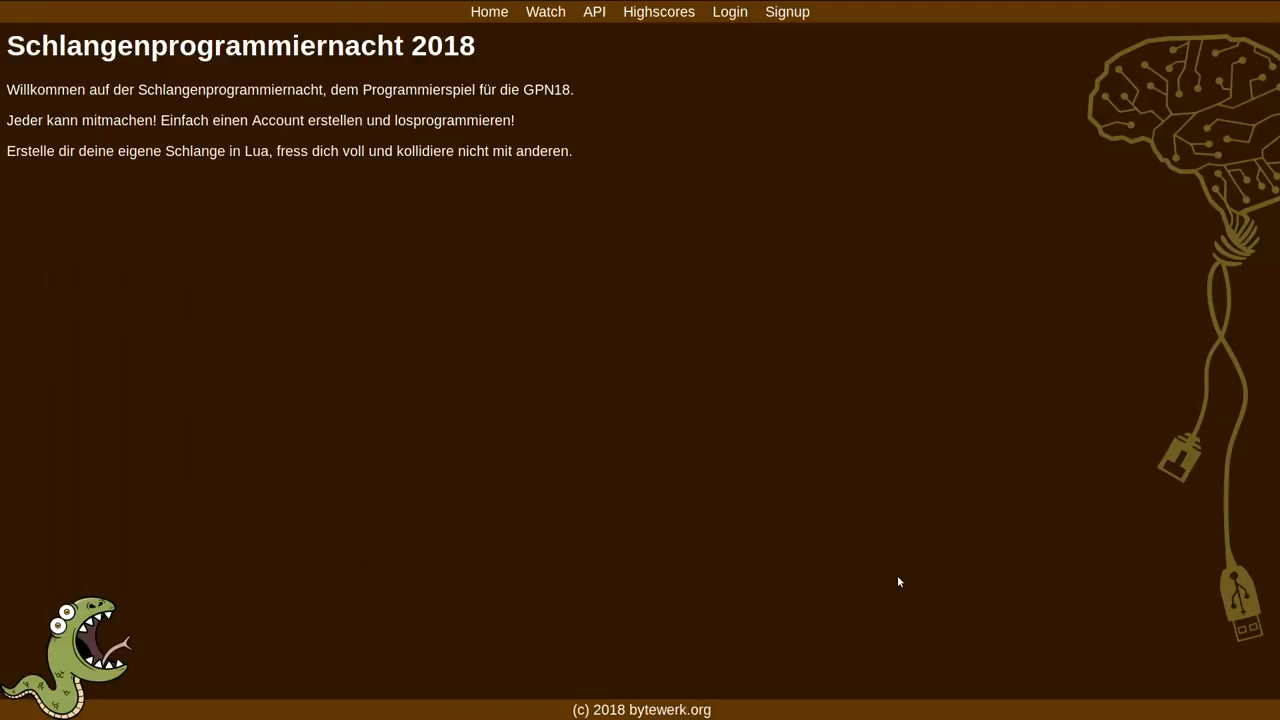 Home Watch API Highscores Login Signup
Schlangenprogrammiernacht 2018
Willkommen auf der Schlangenprogrammiernacht, dem Programmierspiel für die GPN18.
Jeder kann mitmachen! Einfach einen Account erstellen und losprogrammieren!
Erstelle dir deine eigene Schlange in Lua, fress dich voll und kollidiere nicht mit anderen.
(c) 2018 bytewerk.org